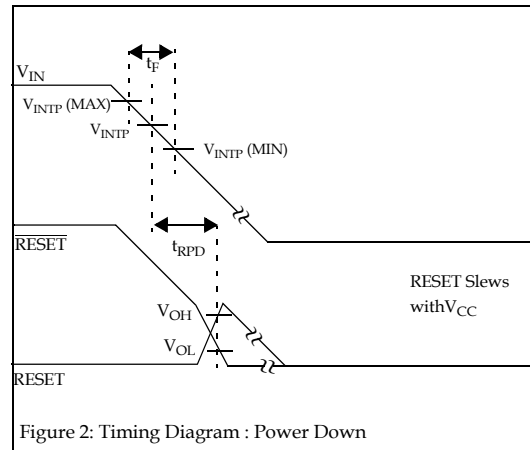 t_F
V_IN
V_INTP (MAX)
V_INTP
V_INTP (MIN)
RESET
t_RPD
RESET Slews
withV_CC
V_OH
V_OL
RESET
Figure 2: Timing Diagram : Power Down